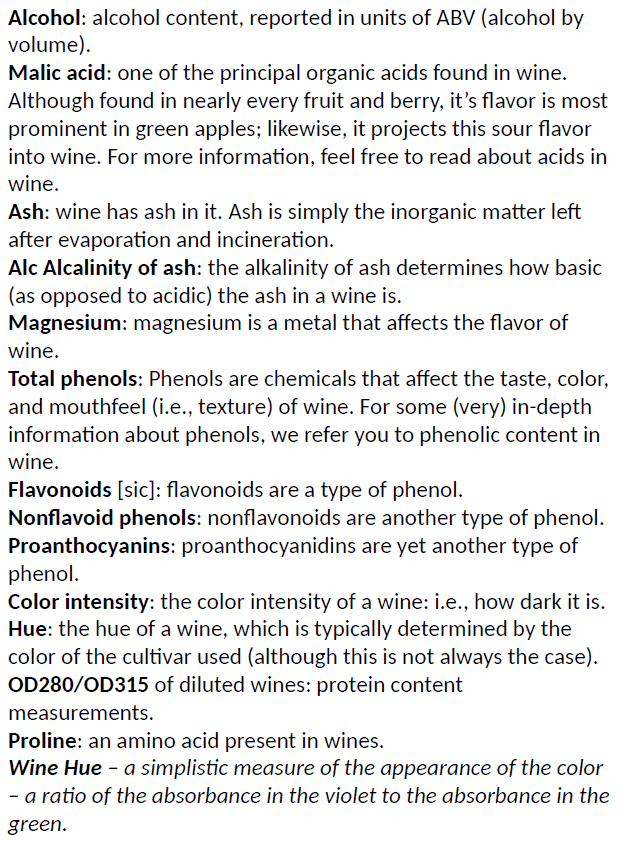 Alcohol: alcohol content, reported in units of ABV (alcohol by
volume).
Malic acid: one of the principal organic acids found in wine.
Although found in nearly every fruit and berry, it’s flavor is most
prominent in green apples; likewise, it projects this sour flavor
into wine. For more information, feel free to read about acids in
wine.
Ash: wine has ash in it. Ash is simply the inorganic matter left
after evaporation and incineration.
Alc Alcalinity of ash: the alkalinity of ash determines how basic
(as opposed to acidic) the ash in a wine is.
Magnesium: magnesium is a metal that affects the flavor of
wine.
Total phenols: Phenols are chemicals that affect the taste, color,
and mouthfeel (i.e., texture) of wine. For some (very) in-depth
information about phenols, we refer you to phenolic content in
wine.
Flavonoids [sic]: flavonoids are a type of phenol.
Nonflavoid phenols: nonflavonoids are another type of phenol.
Proanthocyanins: proanthocyanidins are yet another type of
phenol.
Color intensity: the color intensity of a wine: i.e., how dark it is.
Hue: the hue of a wine, which is typically determined by the
color of the cultivar used (although this is not always the case).
OD280/OD315 of diluted wines: protein content
measurements.
Proline: an amino acid present in wines.
Wine Hue – a simplistic measure of the appearance of the color
– a ratio of the absorbance in the violet to the absorbance in the
green.